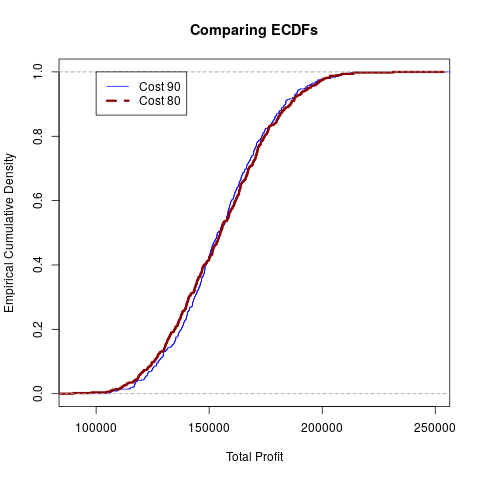 Comparing ECDFs
Cost 90
Cost 80
Empirical Cumulative Density
1.0
0.8
0.6
0.4
0.2
0.0
100000 150000 200000 250000
Total Profit